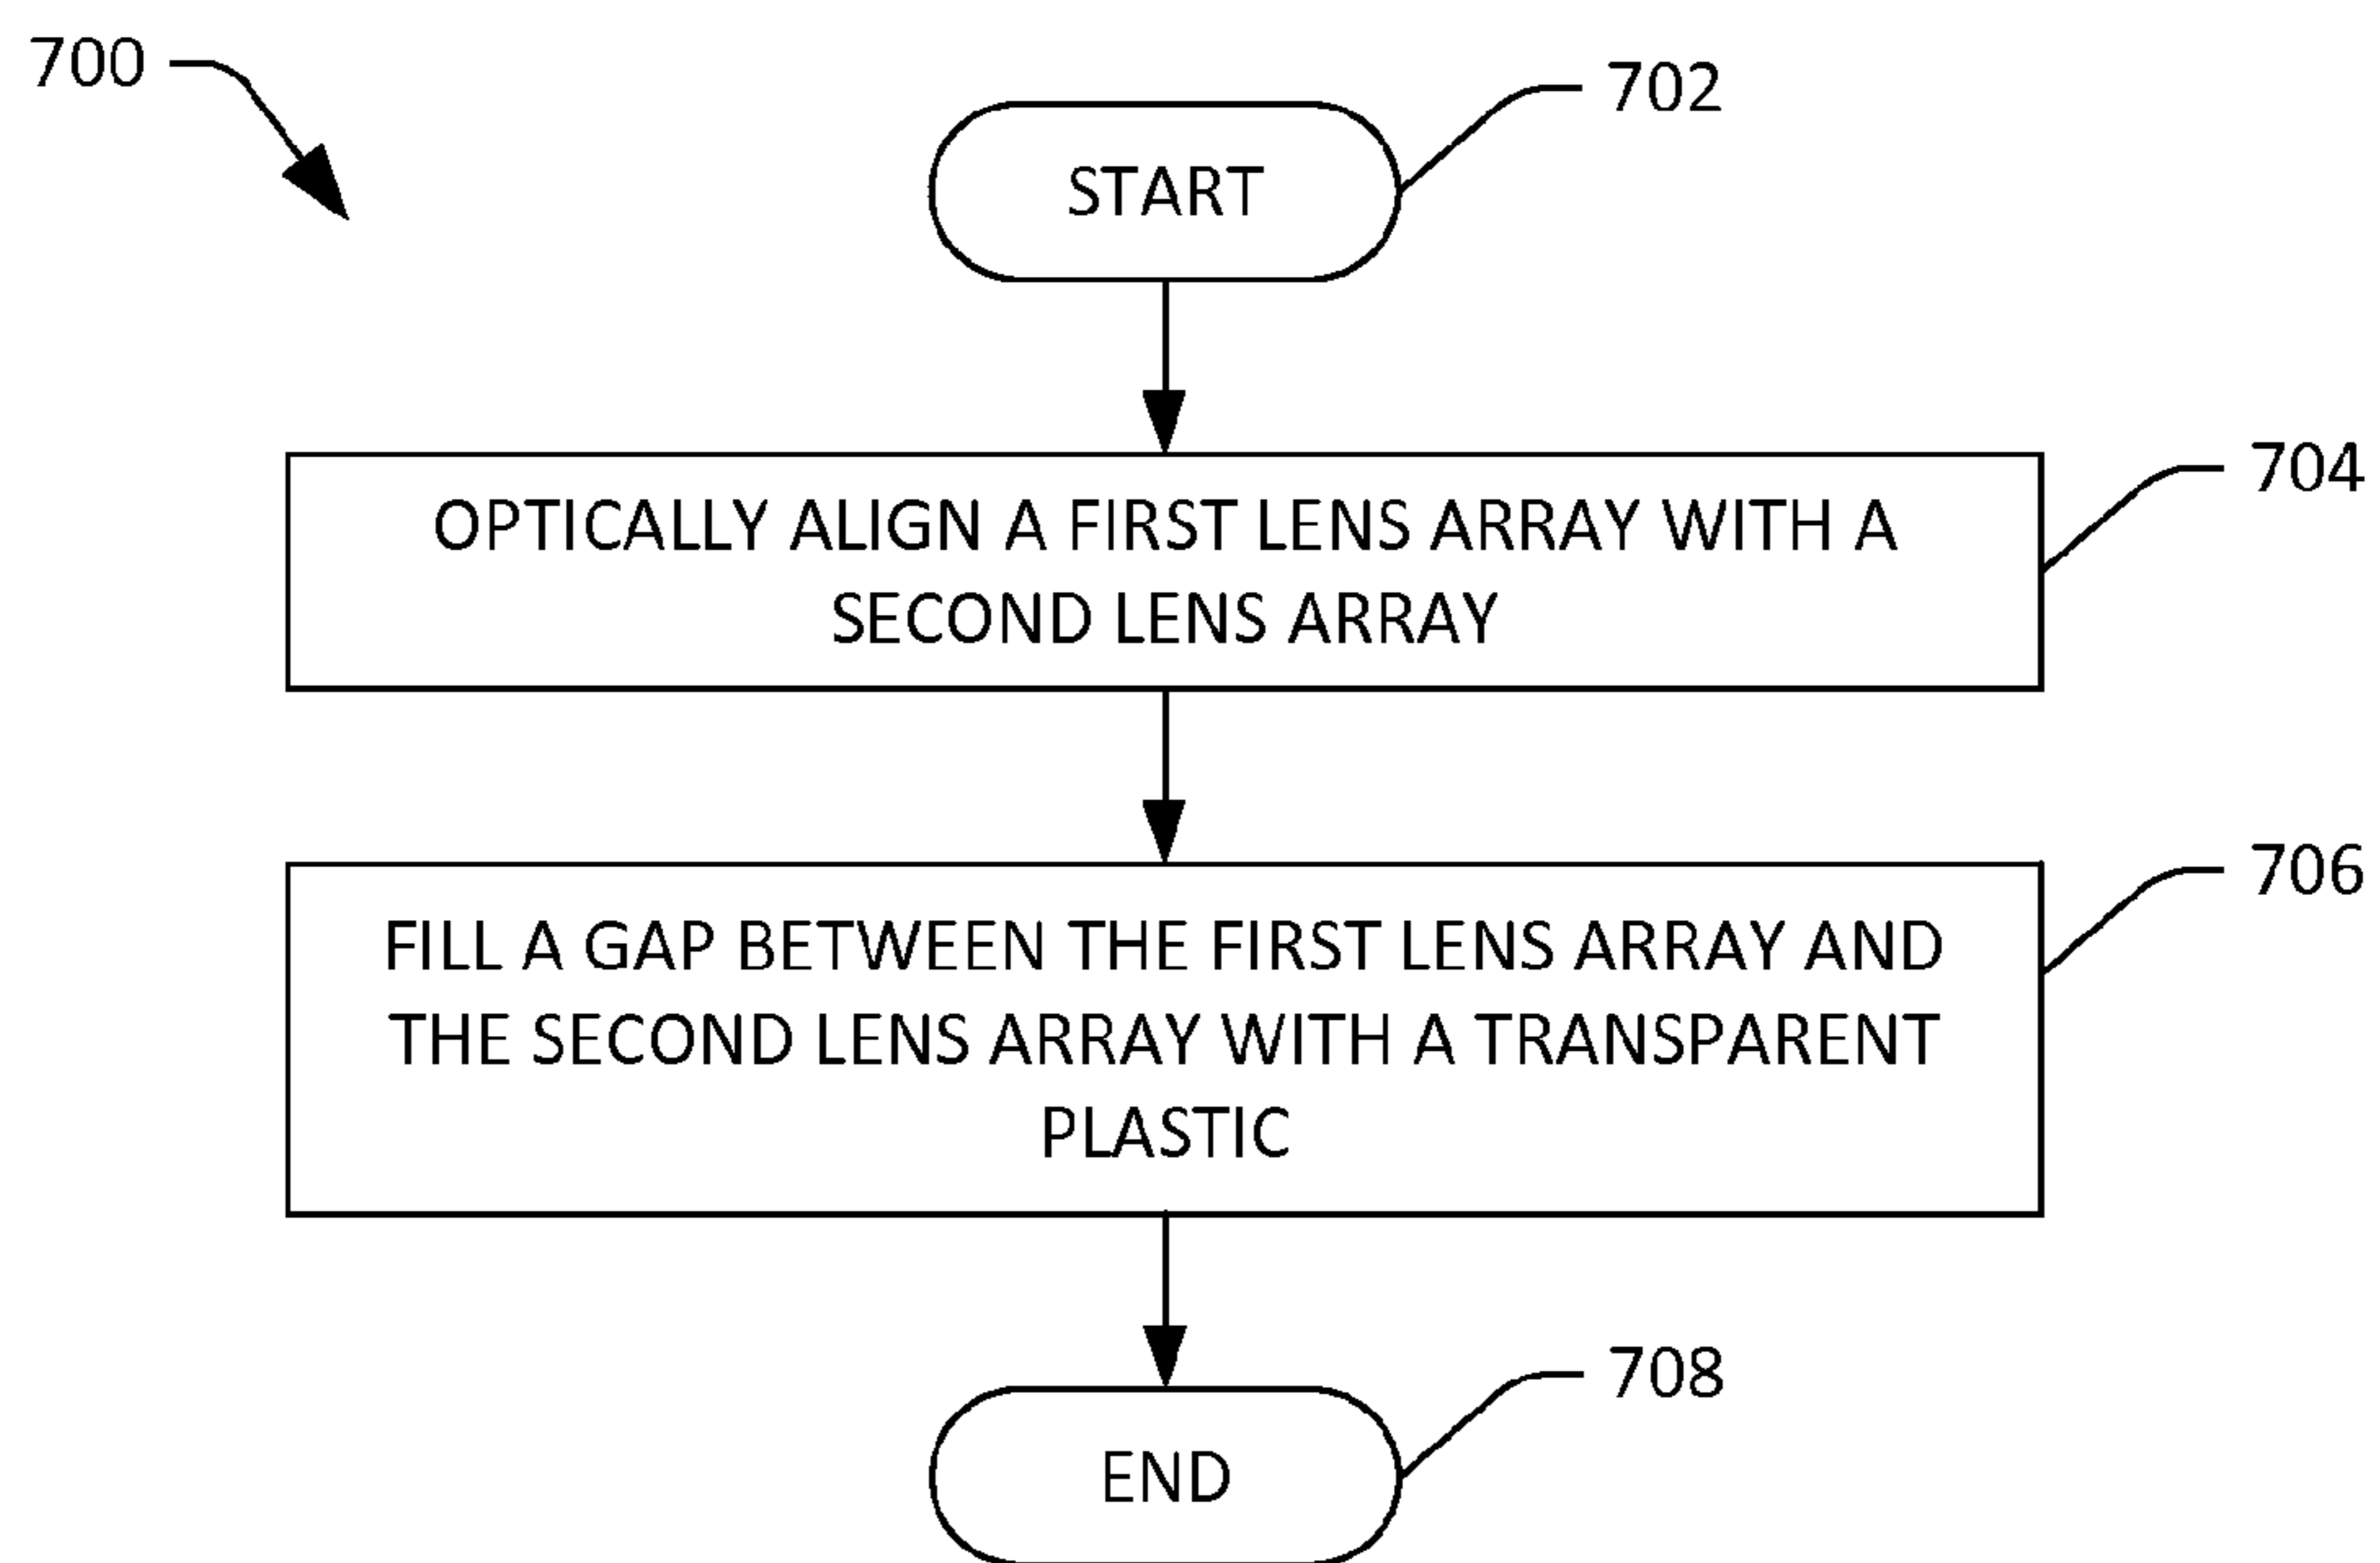 700
702
START
704
OPTICALLY ALIGN A FIRST LENS ARRAY WITH A
SECOND LENS ARRAY
706
FILL A GAP BETWEEN THE FIRST LENS ARRAY AND
THE SECOND LENS ARRAY WITH A TRANSPARENT
PLASTIC
708
END